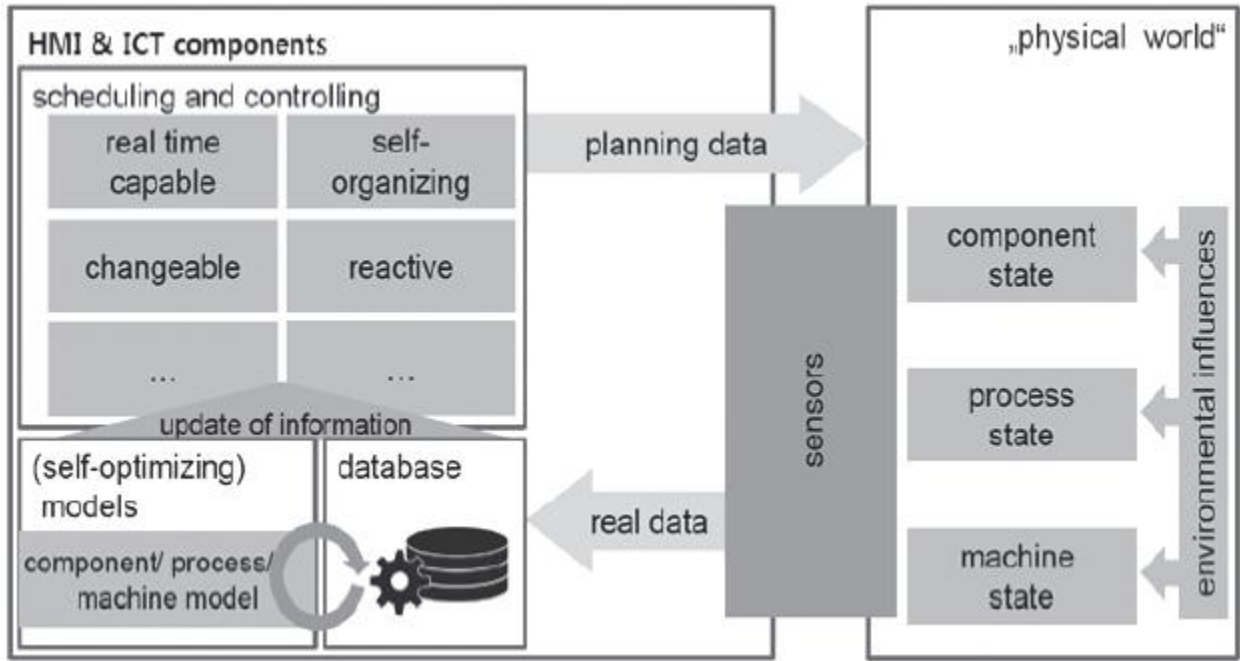 HMI & ICT components
scheduling and controlling
real time
capable
self-
organizing
changeable
reactive
...
...
update of information
(self-optimizing)
models
component/ process/
machine model
database
planning data
real data
sensors
„physical world“
component
state
process
state
machine
state
environmental influences